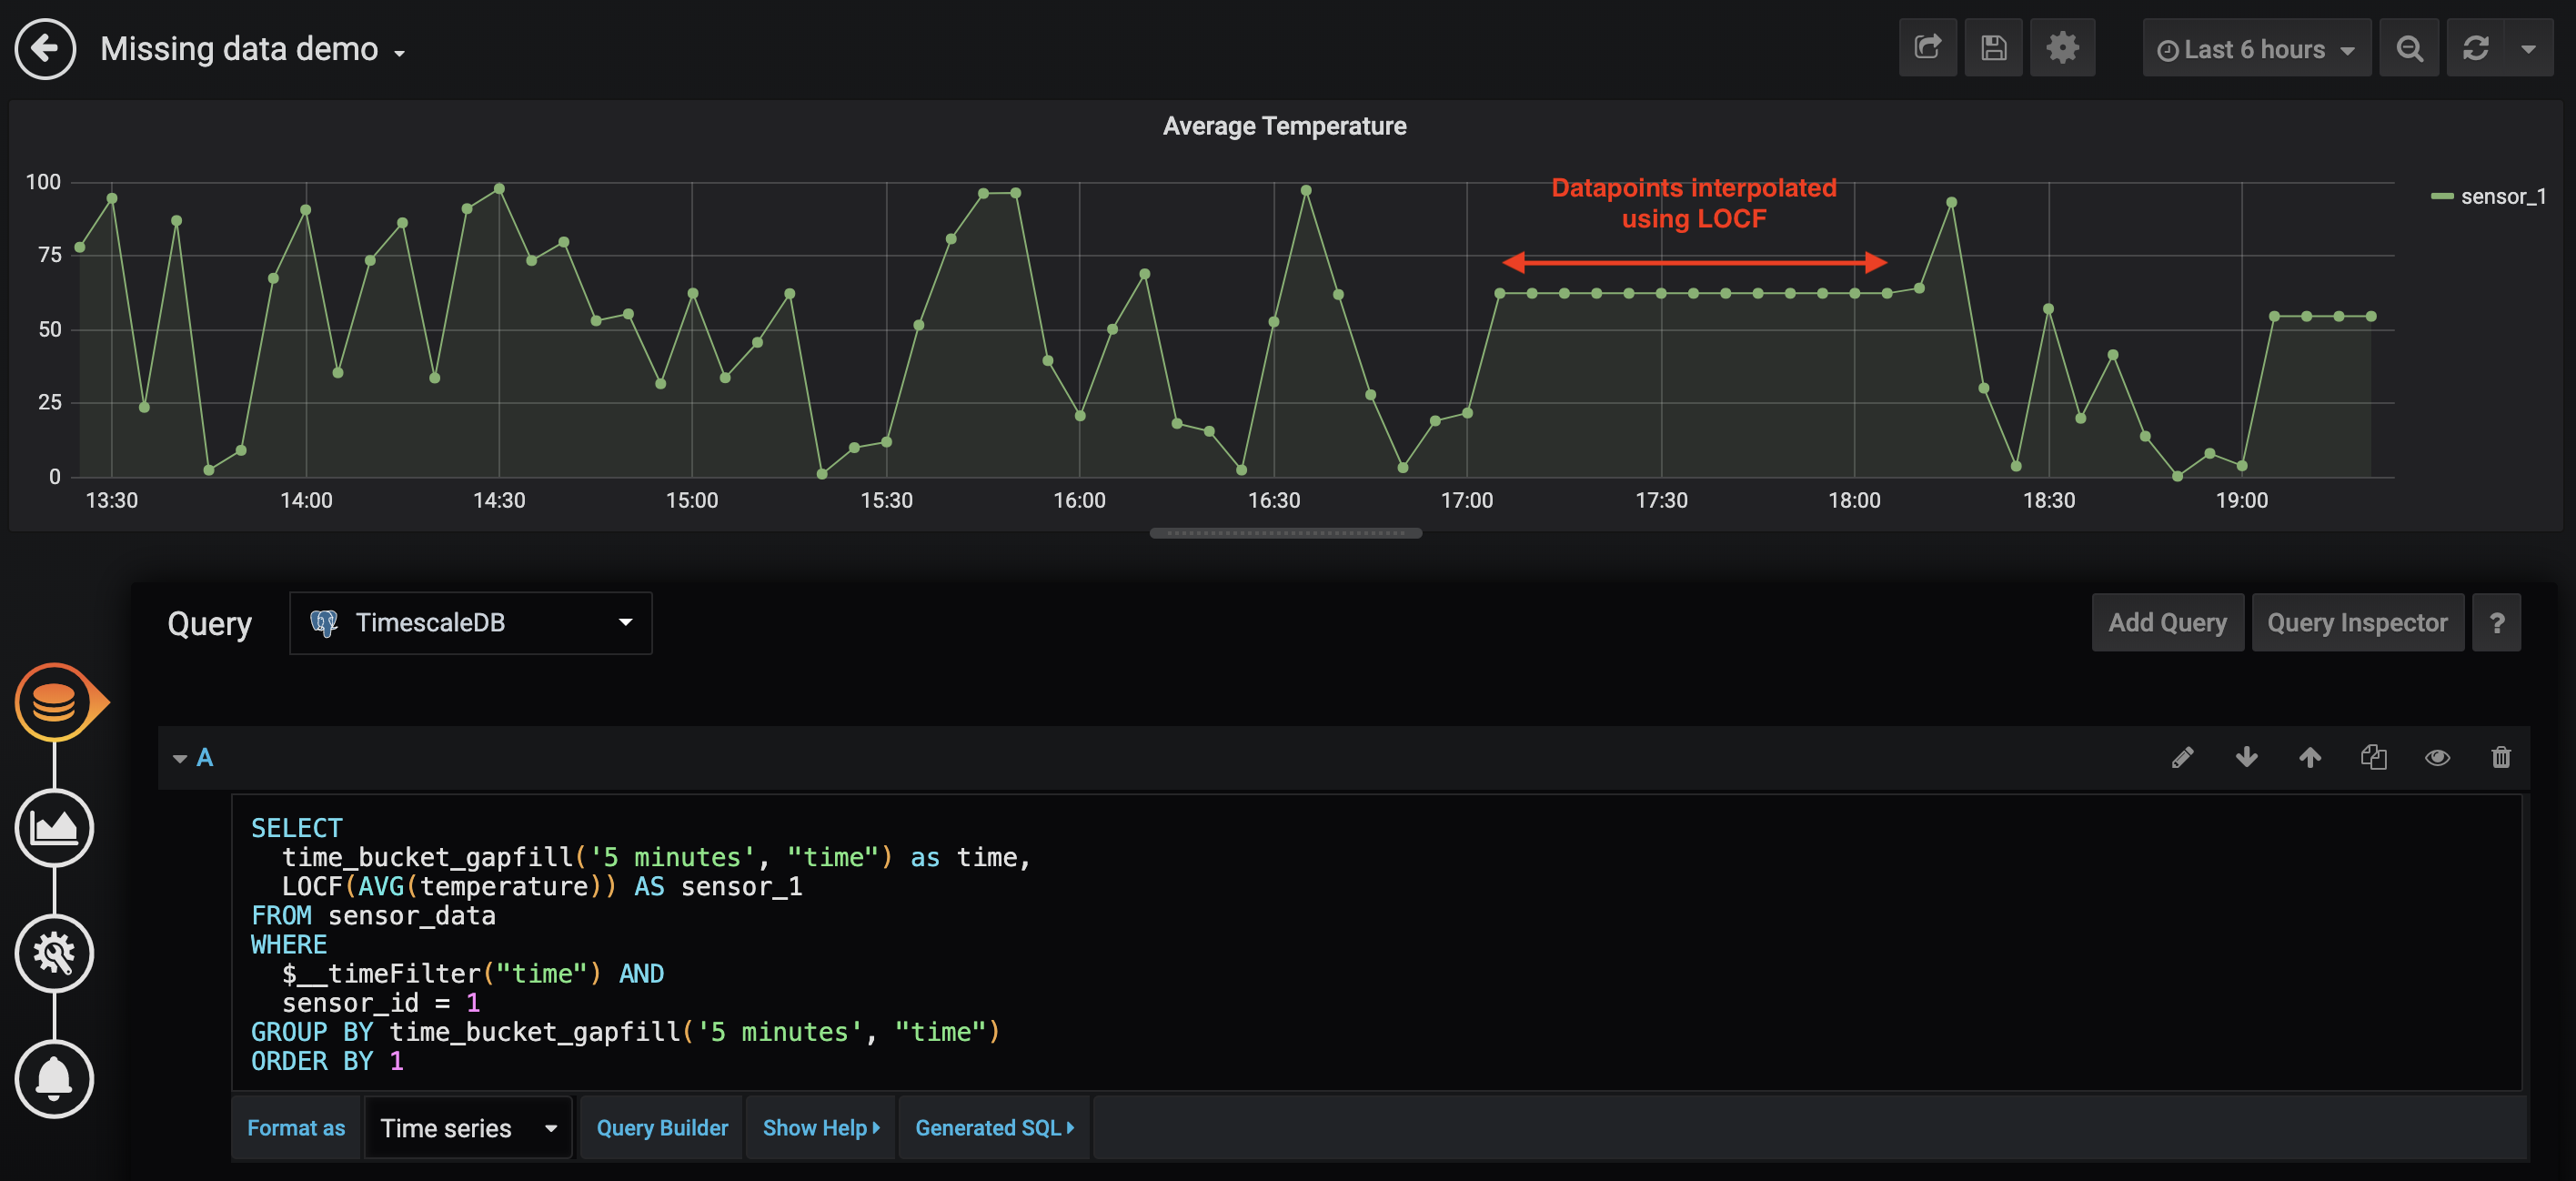 Missing data demo
Last 6 hours
Average Temperature
100
75
50
25
0
Datapoints interpolated
using LOCF
sensor_1
13:30 14:00 14:30 15:00 15:30 16:00 16:30 17:00 17:30 18:00 18:30 19:00
Query TimescaleDB Add Query Query Inspector ?
A
SELECT
time_bucket_gapfill('5 minutes', "time") as time,
LOCF(AVG(temperature)) AS sensor_1
FROM sensor_data
WHERE
$__timeFilter("time") AND
sensor_id = 1
GROUP BY time_bucket_gapfill('5 minutes', "time")
ORDER BY 1
Format as Time series Query Builder Show Help Generated SQL